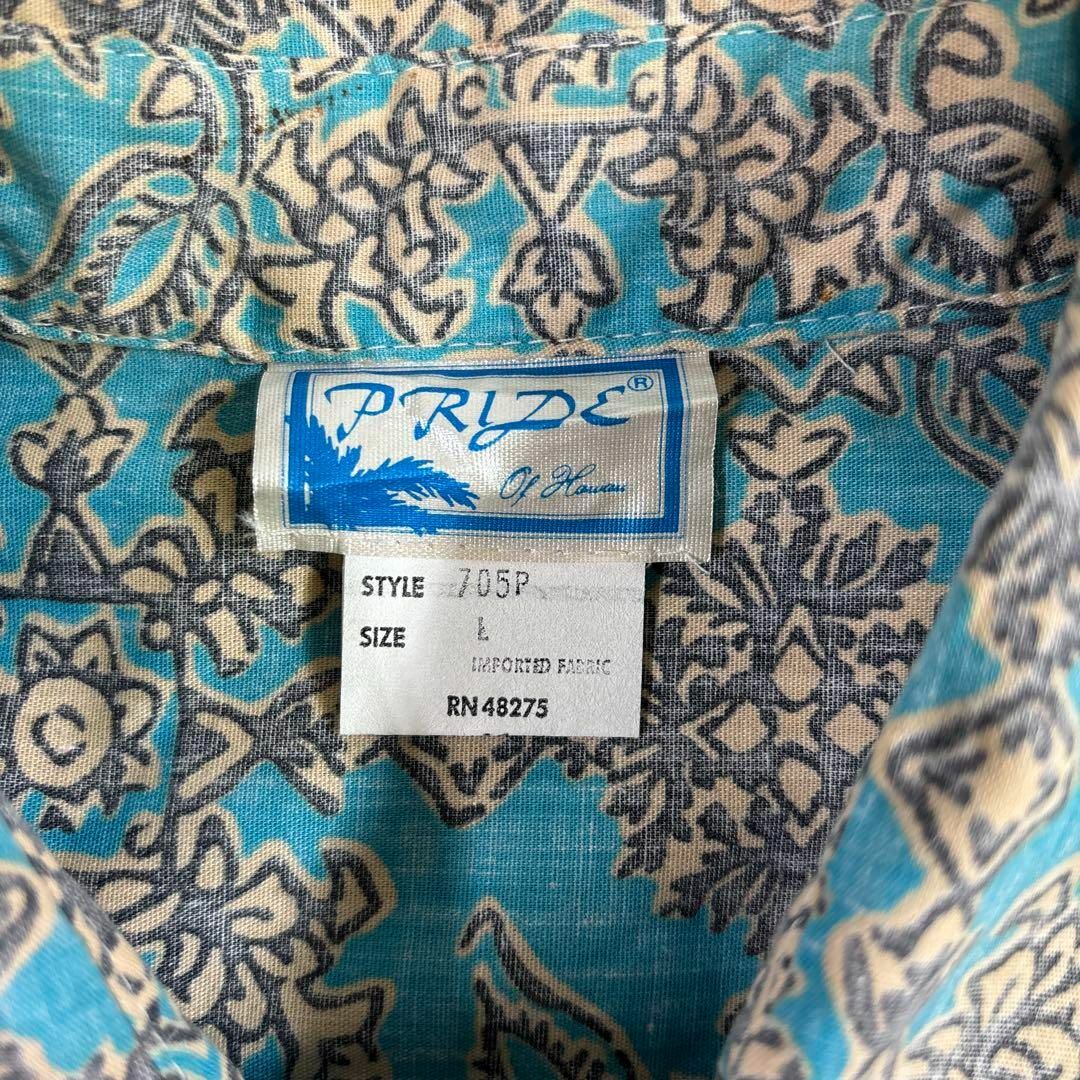 PRIDE®
Of Hawaii
STYLE 705P
SIZE L
IMPORTED FABRIC
RN 48275